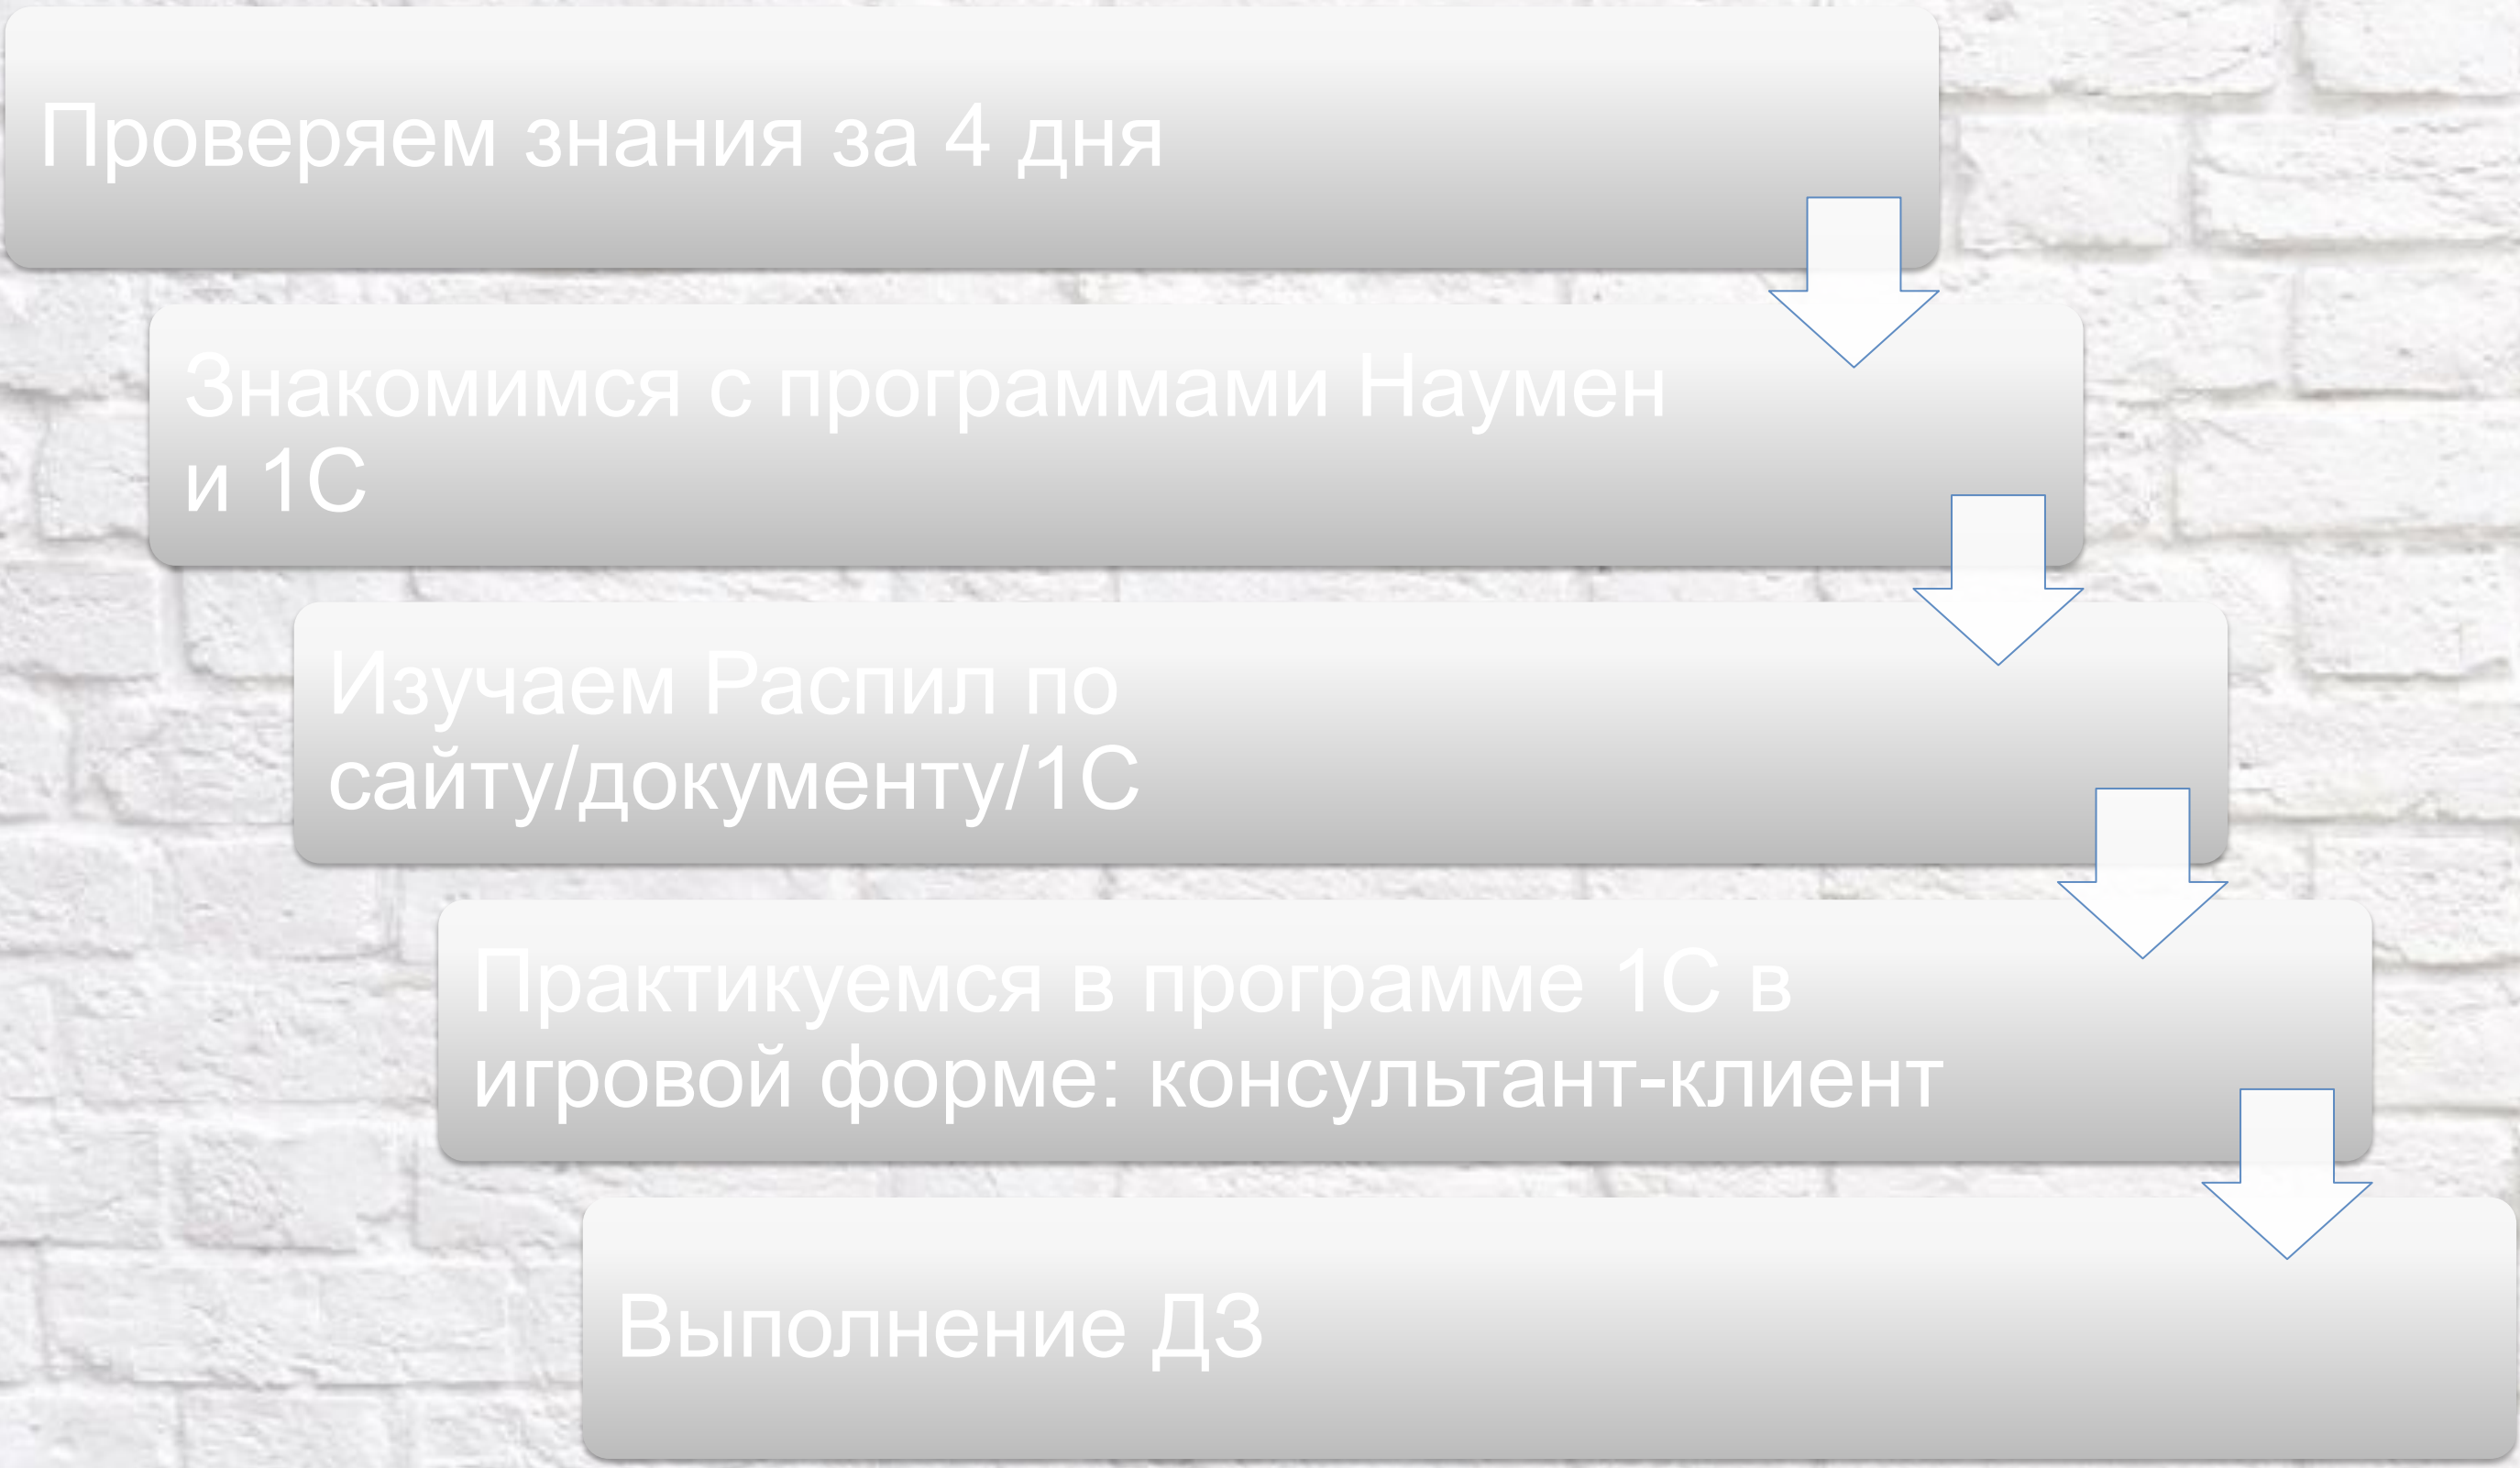 Проверяем знания за 4 дня
Знакомимся с программами Наумен
и 1С
Изучаем Распил по
сайту/документу/1С
Практикуемся в программе 1С в
игровой форме: консультант-клиент
Выполнение ДЗ